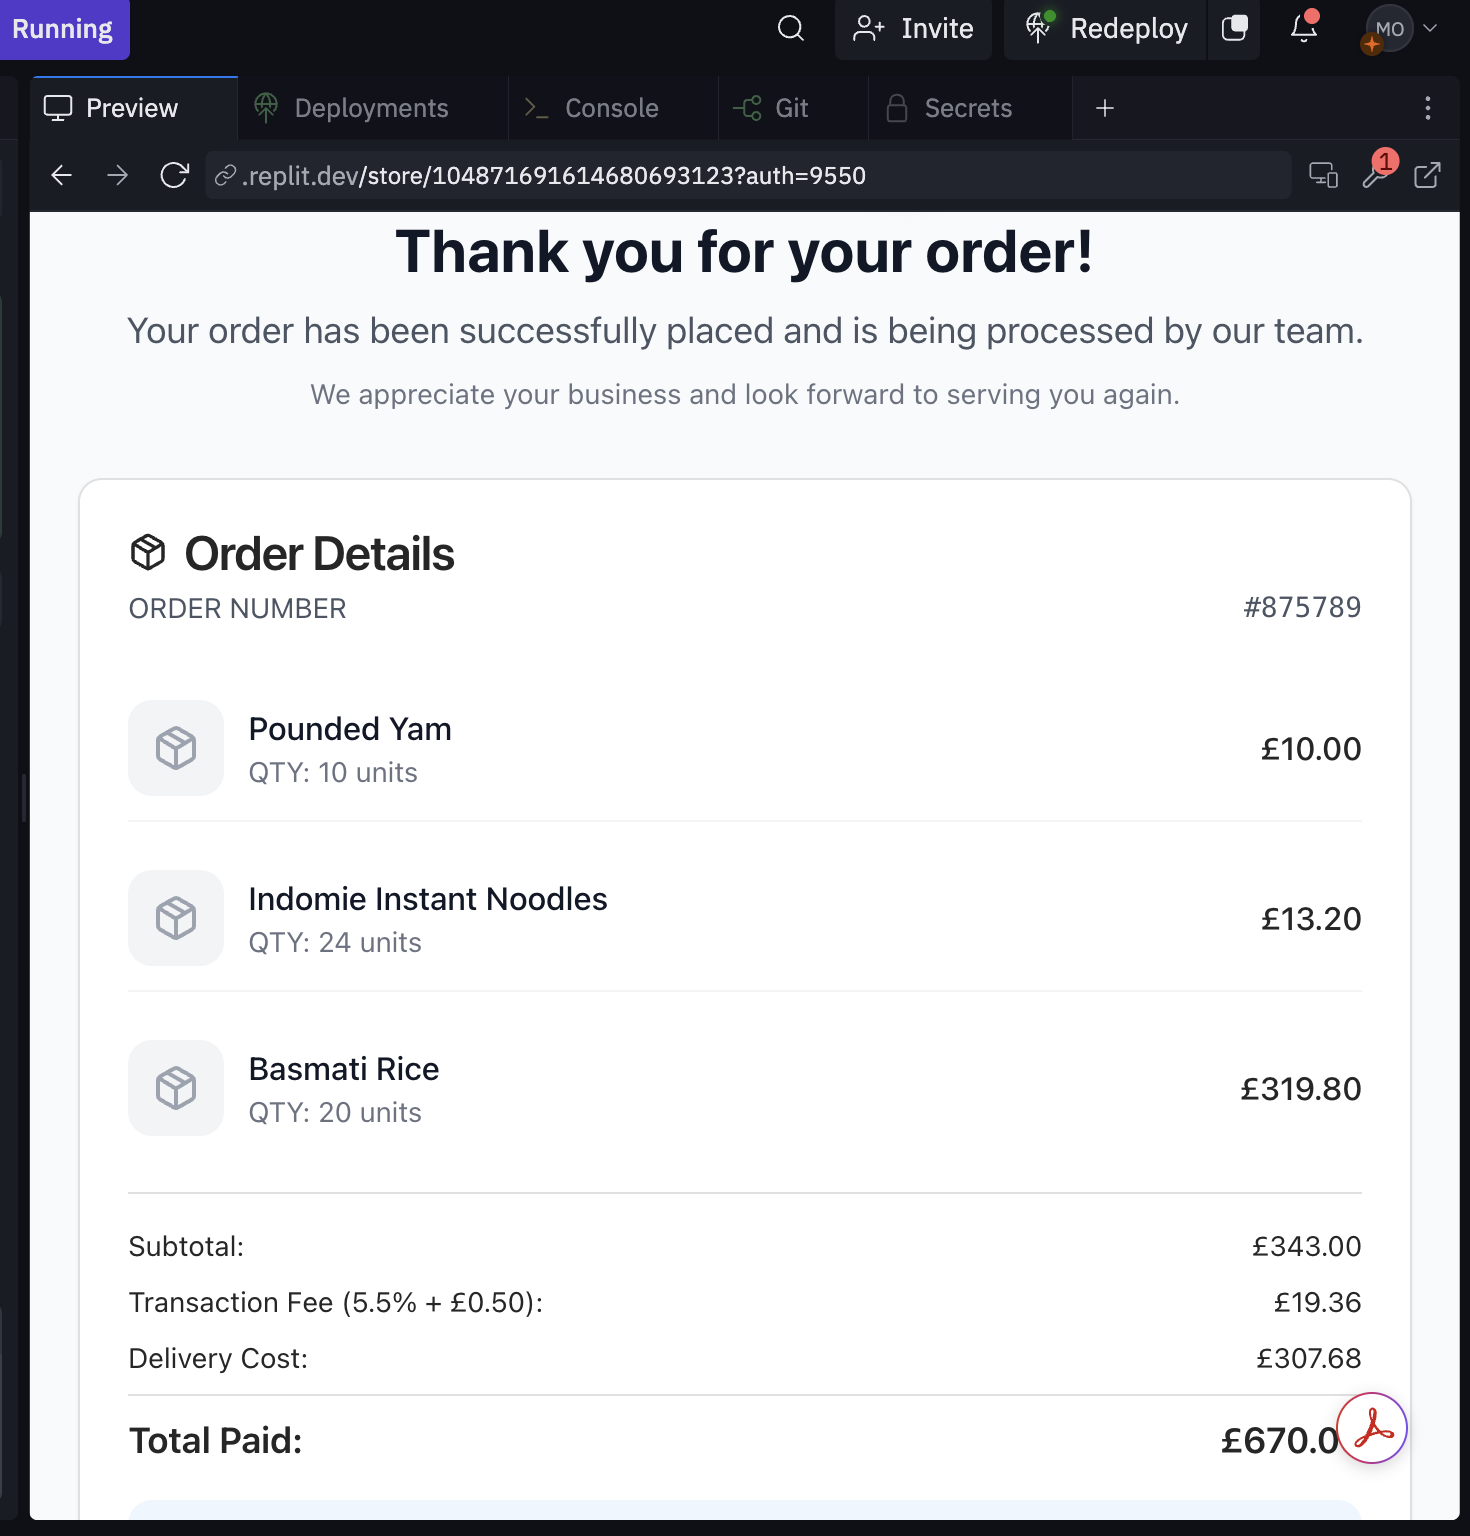 Running
Invite
Redeploy
MO
Preview
Deployments
Console
Git
Secrets
.replit.dev/store/104871691614680693123?auth=9550
1
Thank you for your order!
Your order has been successfully placed and is being processed by our team.
We appreciate your business and look forward to serving you again.
Order Details
ORDER NUMBER #875789
Pounded Yam
QTY: 10 units
£10.00
Indomie Instant Noodles
QTY: 24 units
£13.20
Basmati Rice
QTY: 20 units
£319.80
Subtotal: £343.00
Transaction Fee (5.5% + £0.50): £19.36
Delivery Cost: £307.68
Total Paid: £670.0